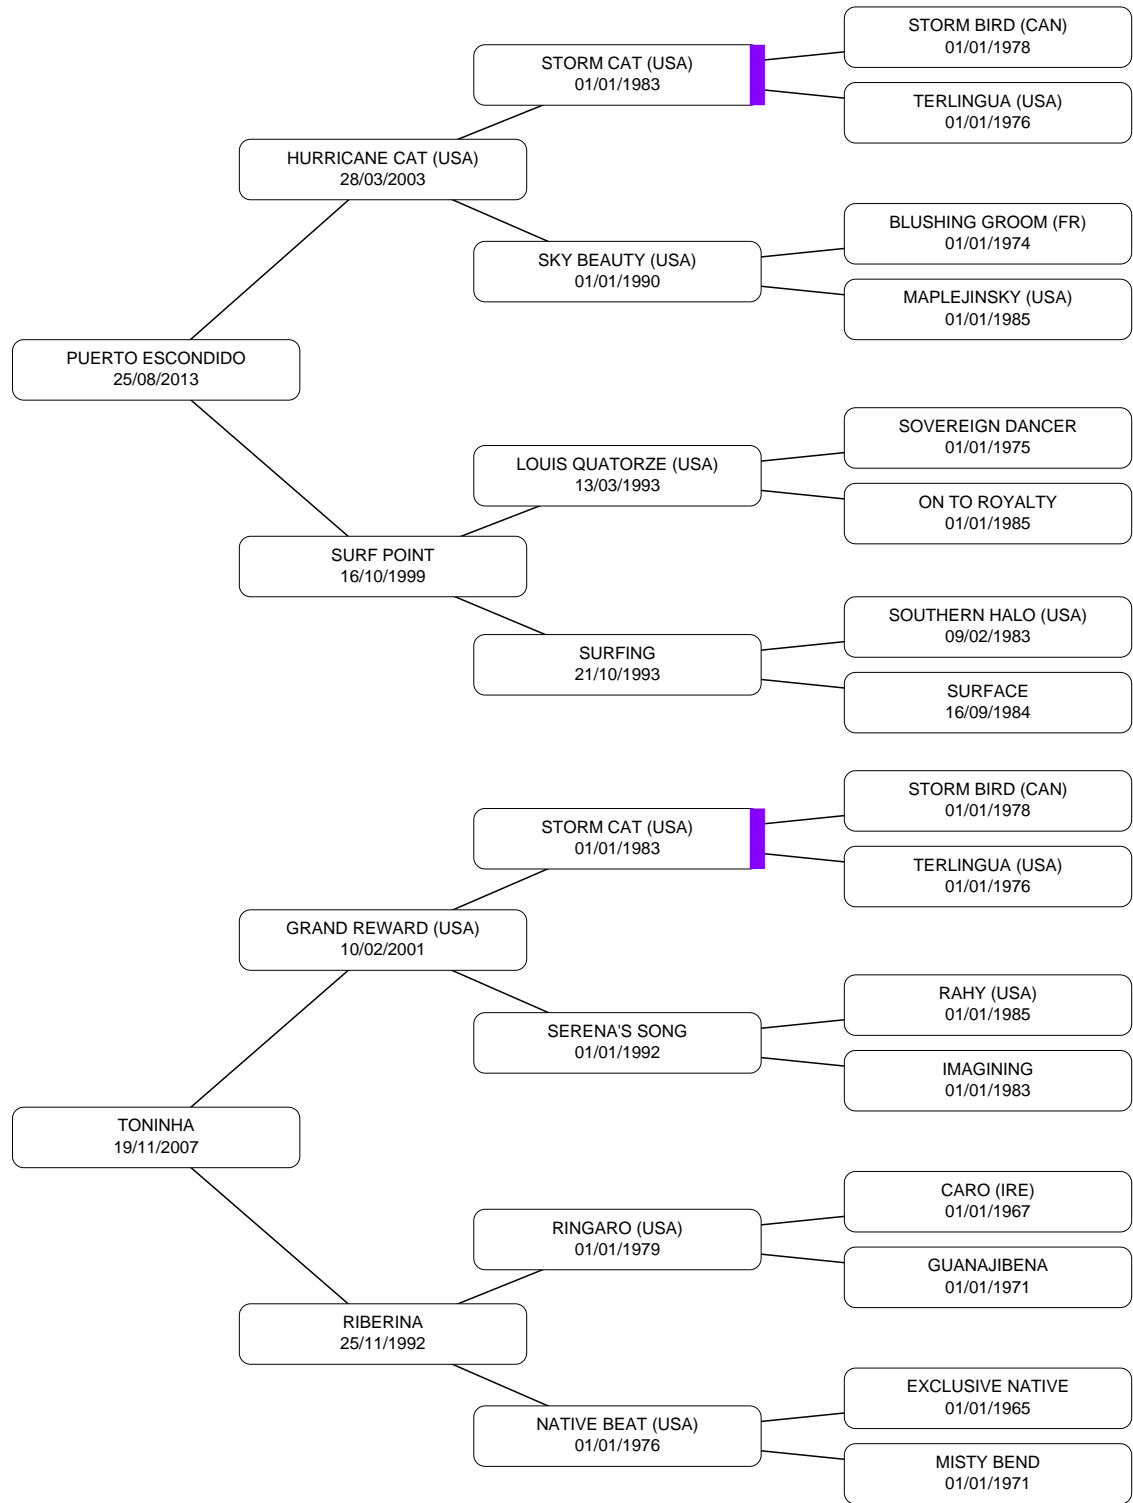 STORM BIRD (CAN)
01/01/1978
STORM CAT (USA)
01/01/1983
TERLINGUA (USA)
01/01/1976
HURRICANE CAT (USA)
28/03/2003
BLUSHING GROOM (FR)
01/01/1974
SKY BEAUTY (USA)
01/01/1990
MAPLEJINSKY (USA)
01/01/1985
PUERTO ESCONDIDO
25/08/2013
SOVEREIGN DANCER
01/01/1975
LOUIS QUATORZE (USA)
13/03/1993
ON TO ROYALTY
01/01/1985
SURF POINT
16/10/1999
SOUTHERN HALO (USA)
09/02/1983
SURFING
21/10/1993
SURFACE
16/09/1984
STORM BIRD (CAN)
01/01/1978
STORM CAT (USA)
01/01/1983
TERLINGUA (USA)
01/01/1976
GRAND REWARD (USA)
10/02/2001
RAHY (USA)
01/01/1985
SERENA'S SONG
01/01/1992
IMAGINING
01/01/1983
TONINHA
19/11/2007
CARO (IRE)
01/01/1967
RINGARO (USA)
01/01/1979
GUANAJIBENA
01/01/1971
RIBERINA
25/11/1992
EXCLUSIVE NATIVE
01/01/1965
NATIVE BEAT (USA)
01/01/1976
MISTY BEND
01/01/1971